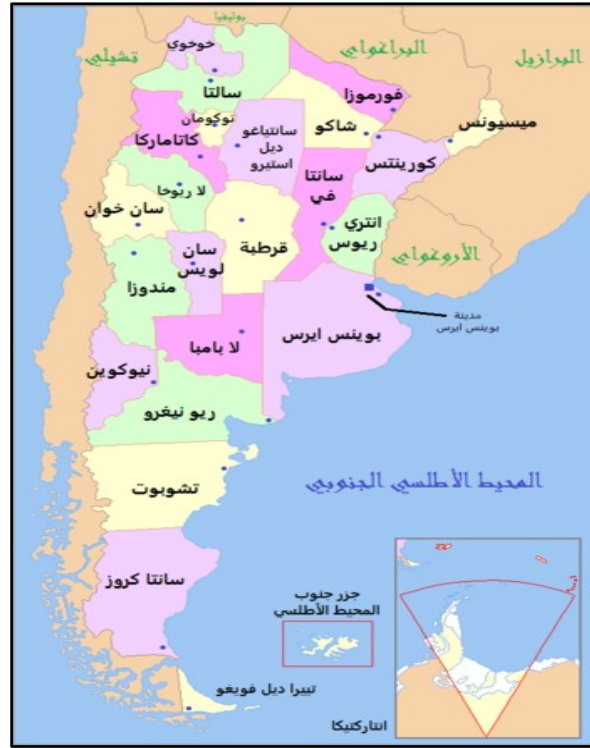 بوليفيا
خوخوي
تشيلي
الباراغواي
البرازيل
سالتا
فورموزا
توكومان
كاتاماركا
سانتياغو
ديل
استيرو
شاكو
ميسيونس
كورينتس
لا ريوخا
سانتا
في
سان خوان
قرطبة
انتري
ريوس
سان
لويس
الأروغواي
مندوزا
مدينة
بوينس ايرس
بوينس ايرس
لا بامبا
نيوكوين
ريو نيغرو
المحيط الأطلسي الجنوبي
تشوبوت
سانتا كروز
جزر جنوب
المحيط الأطلسي
تييرا ديل فويغو
انتاركتيكا